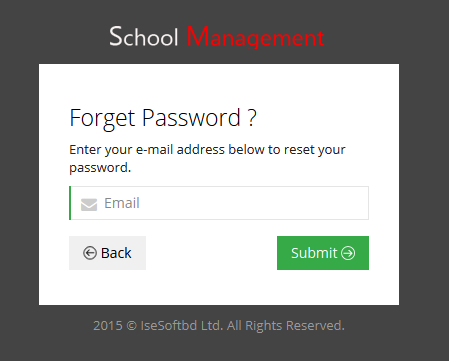 School Management
Forget Password ?
Enter your e-mail address below to reset your
password.
Email
Back
Submit
2015 © IseSoftbd Ltd. All Rights Reserved.